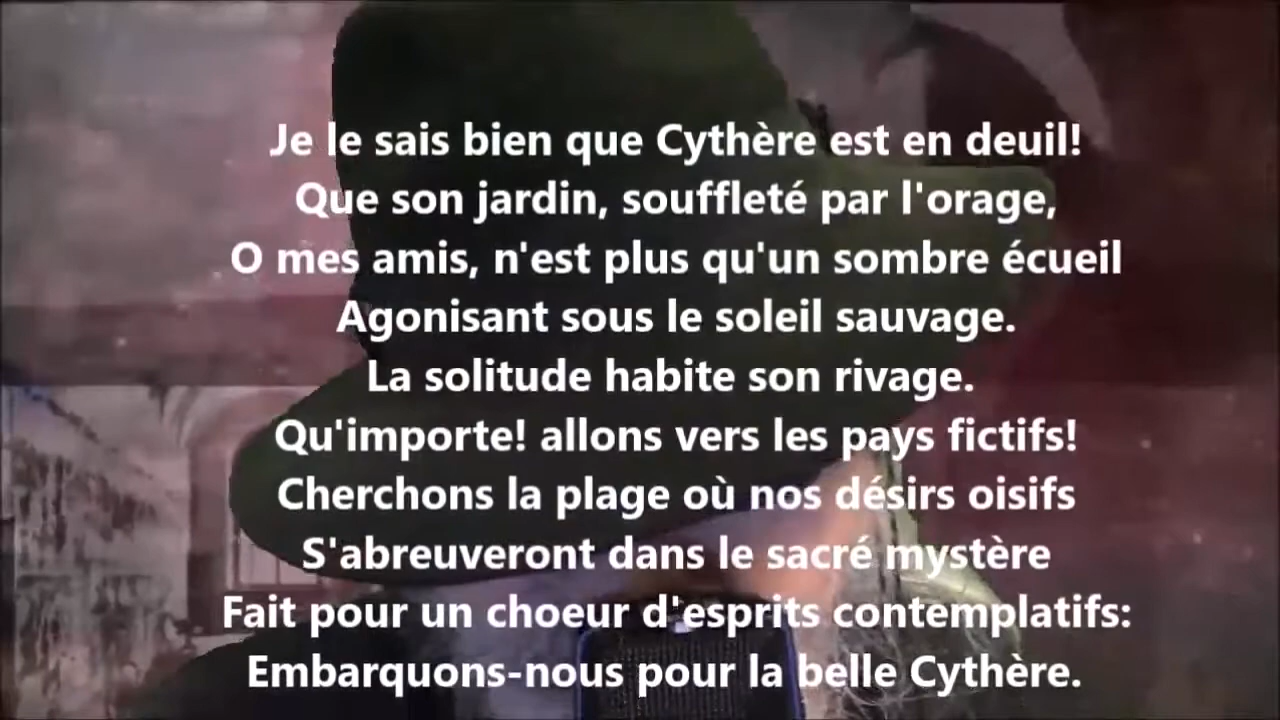 Je le sais bien que Cythère est en deuil!
Que son jardin, souffleté par l'orage,
O mes amis, n'est plus qu'un sombre écueil
Agonisant sous le soleil sauvage.
La solitude habite son rivage.
Qu'importe! allons vers les pays fictifs!
Cherchons la plage où nos désirs oisifs
S'abreuveront dans le sacré mystère
Fait pour un choeur d'esprits contemplatifs:
Embarquons-nous pour la belle Cythère.